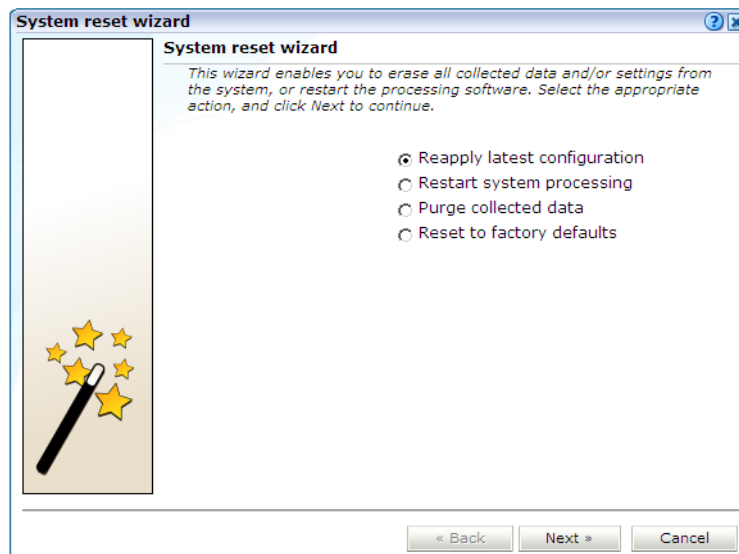 System reset wizard
System reset wizard
This wizard enables you to erase all collected data and/or settings from
the system, or restart the processing software. Select the appropriate
action, and click Next to continue.
Reapply latest configuration
Restart system processing
Purge collected data
Reset to factory defaults
« Back Next » Cancel